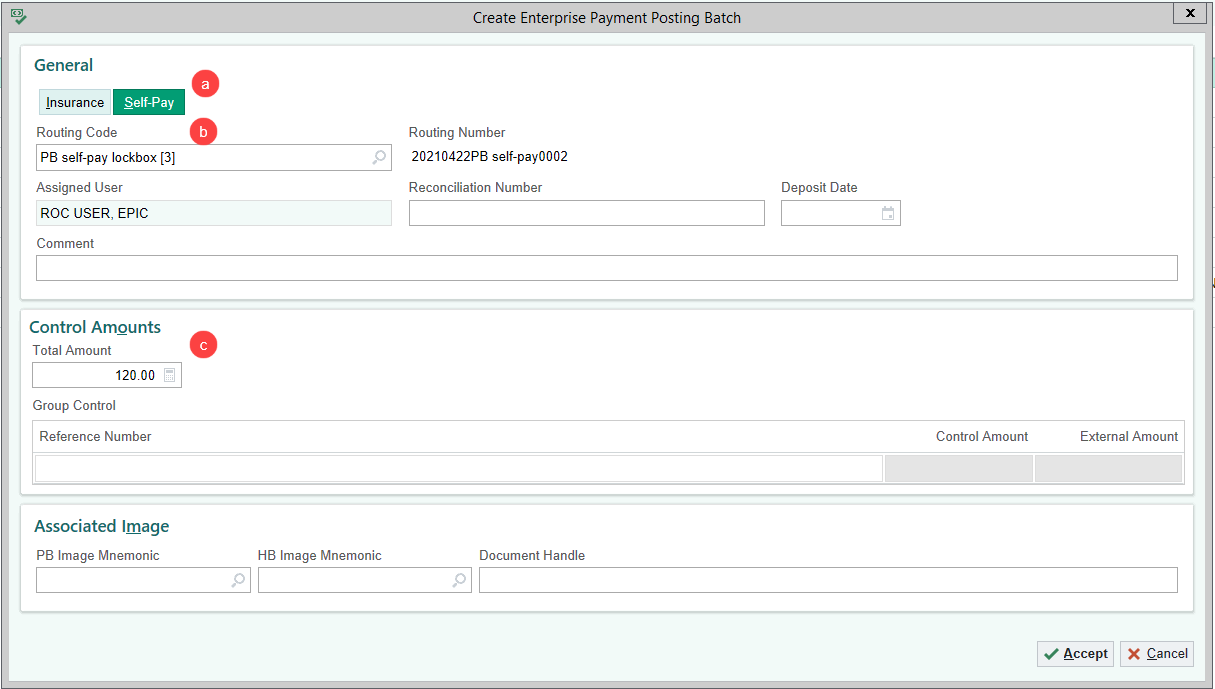 Create Enterprise Payment Posting Batch
x
General
a
Insurance Self-Pay
Routing Code b Routing Number
PB self-pay lockbox [3] 20210422PB self-pay0002
Assigned User Reconciliation Number Deposit Date
ROC USER, EPIC
Comment
Control Amounts
Total Amount c
120.00
Group Control
Reference Number Control Amount External Amount
Associated Image
PB Image Mnemonic HB Image Mnemonic Document Handle
Accept Cancel